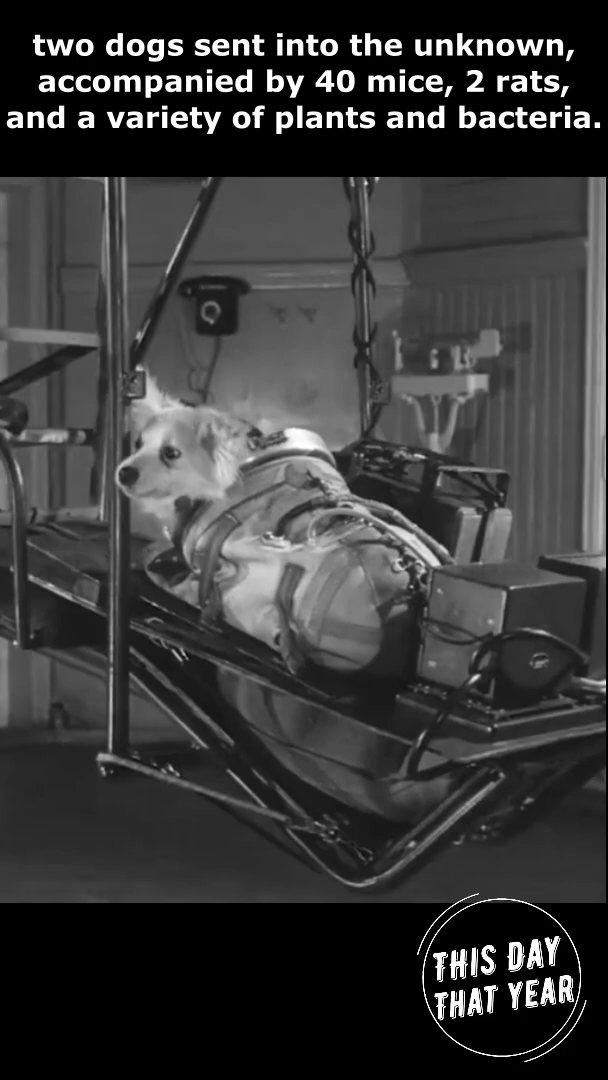 two dogs sent into the unknown,
accompanied by 40 mice, 2 rats,
and a variety of plants and bacteria.
THIS DAY
THAT YEAR